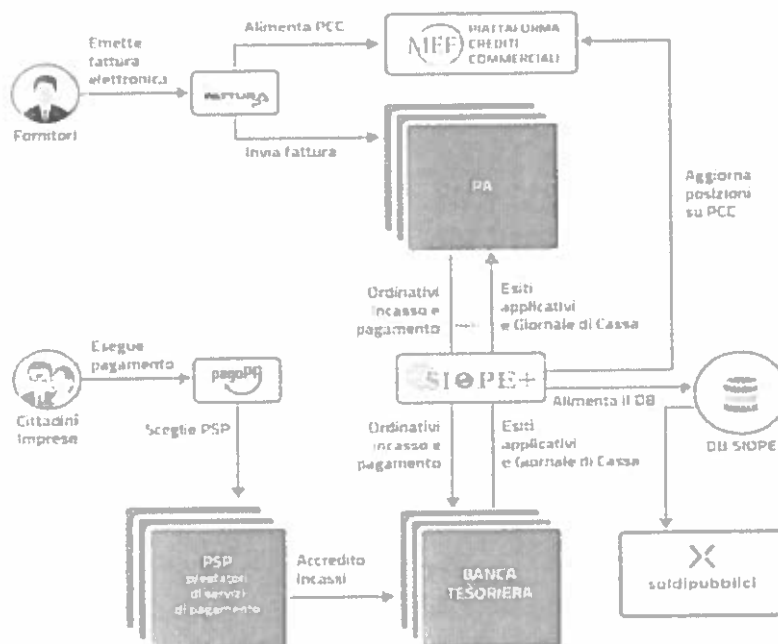 Emette
fattura
elettronica
Fornitori
Alimenta PCC
Invia fattura
MEF
PIATTAFORMA
CREDITI
COMMERCIALI
PA
Aggiorna
posizioni
su PCC
Ordinativi
incasso e
pagamento
Esiti
applicativi
e Giornale di Cassa
Esegue
pagamento
Cittadini
Imprese
pagoPA
Sceglie PSP
SIOPE+
Alimenta il DB
DB SIOPE
Ordinativi
incasso e
pagamento
Esiti
applicativi
e Giornale di Cassa
PSP
prestatori
di servizi
di pagamento
Accredito
incassi
BANCA
TESORIERA
soldipubblici